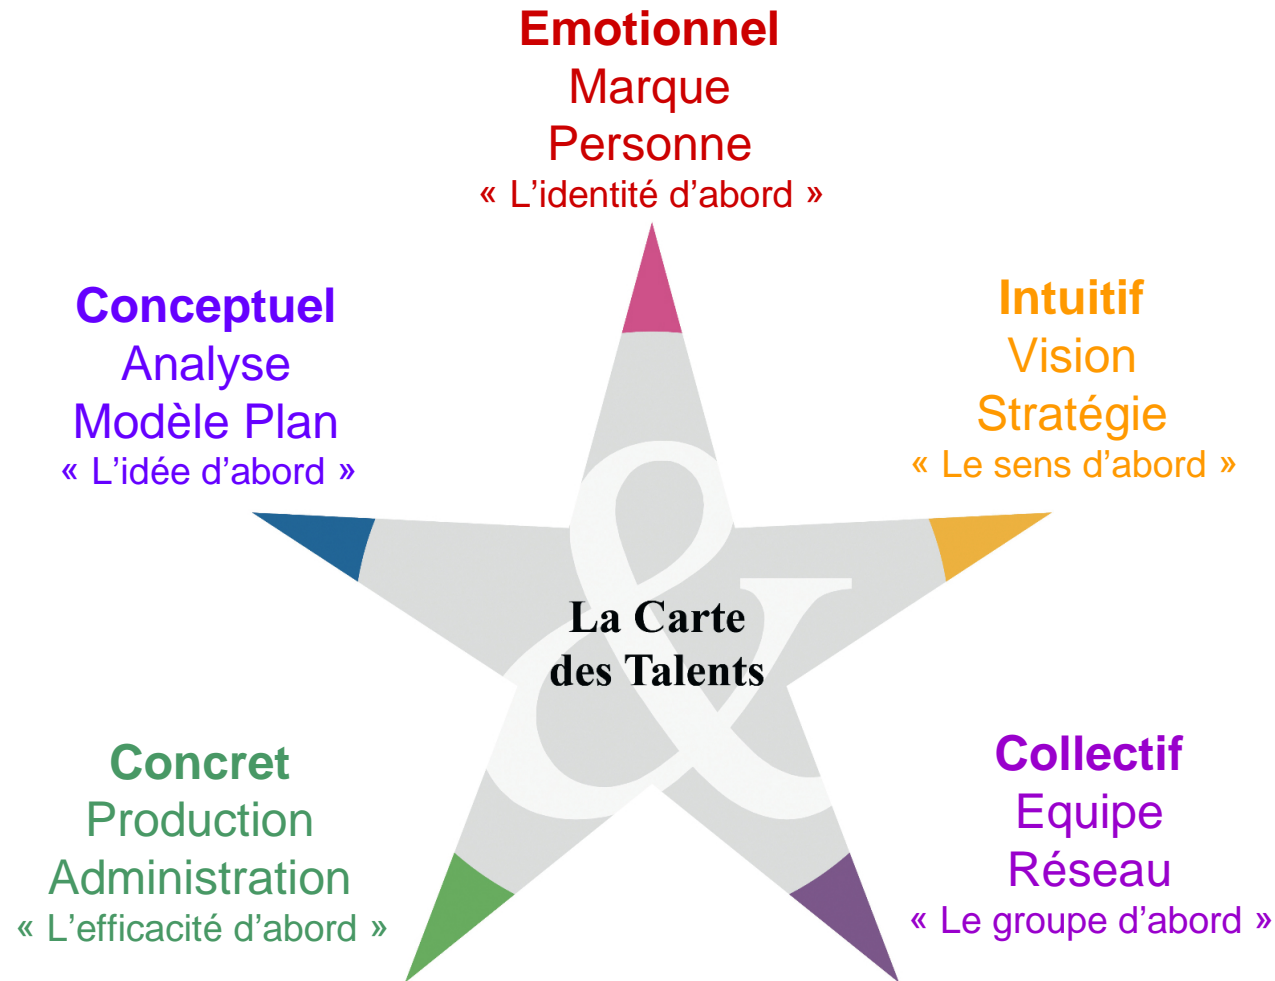 Emotionnel
Marque
Personne
« L’identité d’abord »
Conceptuel
Analyse
Modèle Plan
« L’idée d’abord »
Intuitif
Vision
Stratégie
« Le sens d’abord »
&
La Carte
des Talents
Concret
Production
Administration
« L’efficacité d’abord »
Collectif
Equipe
Réseau
« Le groupe d’abord »